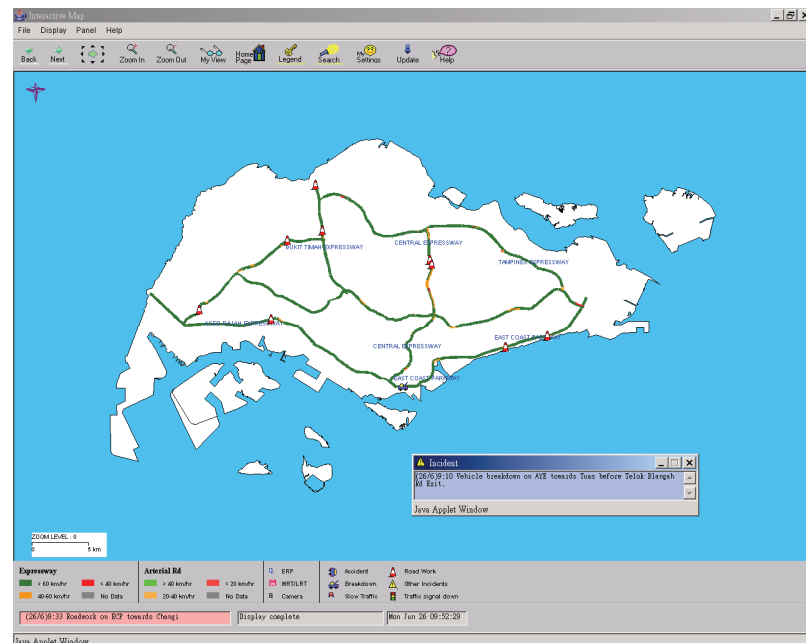 Interactive Map
File Display Panel Help
Back Next Zoom In Zoom Out My View Home Page Legend Search My Settings Update Help
BUKIT TIMAH EXPRESSWAY
CENTRAL EXPRESSWAY
TAMPINES EXPRESSWAY
AYER RAJAH EXPRESSWAY
EAST COAST PARKWAY
CENTRAL EXPRESSWAY
EAST COAST PARKWAY
Incident
(26/6)9:10 Vehicle breakdown on AYE towards Tuas before Telok Blangah
Rd Exit.
Java Applet Window
ZOOM LEVEL : 0
0 5 km
Expressway Arterial Rd ERP Accident Road Work
> 60 km/hr < 40 km/hr > 40 km/hr < 20 km/hr MRT/LRT Breakdown Other Incidents
40-60 km/hr No Data 20-40 km/hr No Data Camera Slow Traffic Traffic signal down
(26/6)9:33 Roadwork on ECP towards Changi Display complete Mon Jun 26 09:52:29
Java Applet Window